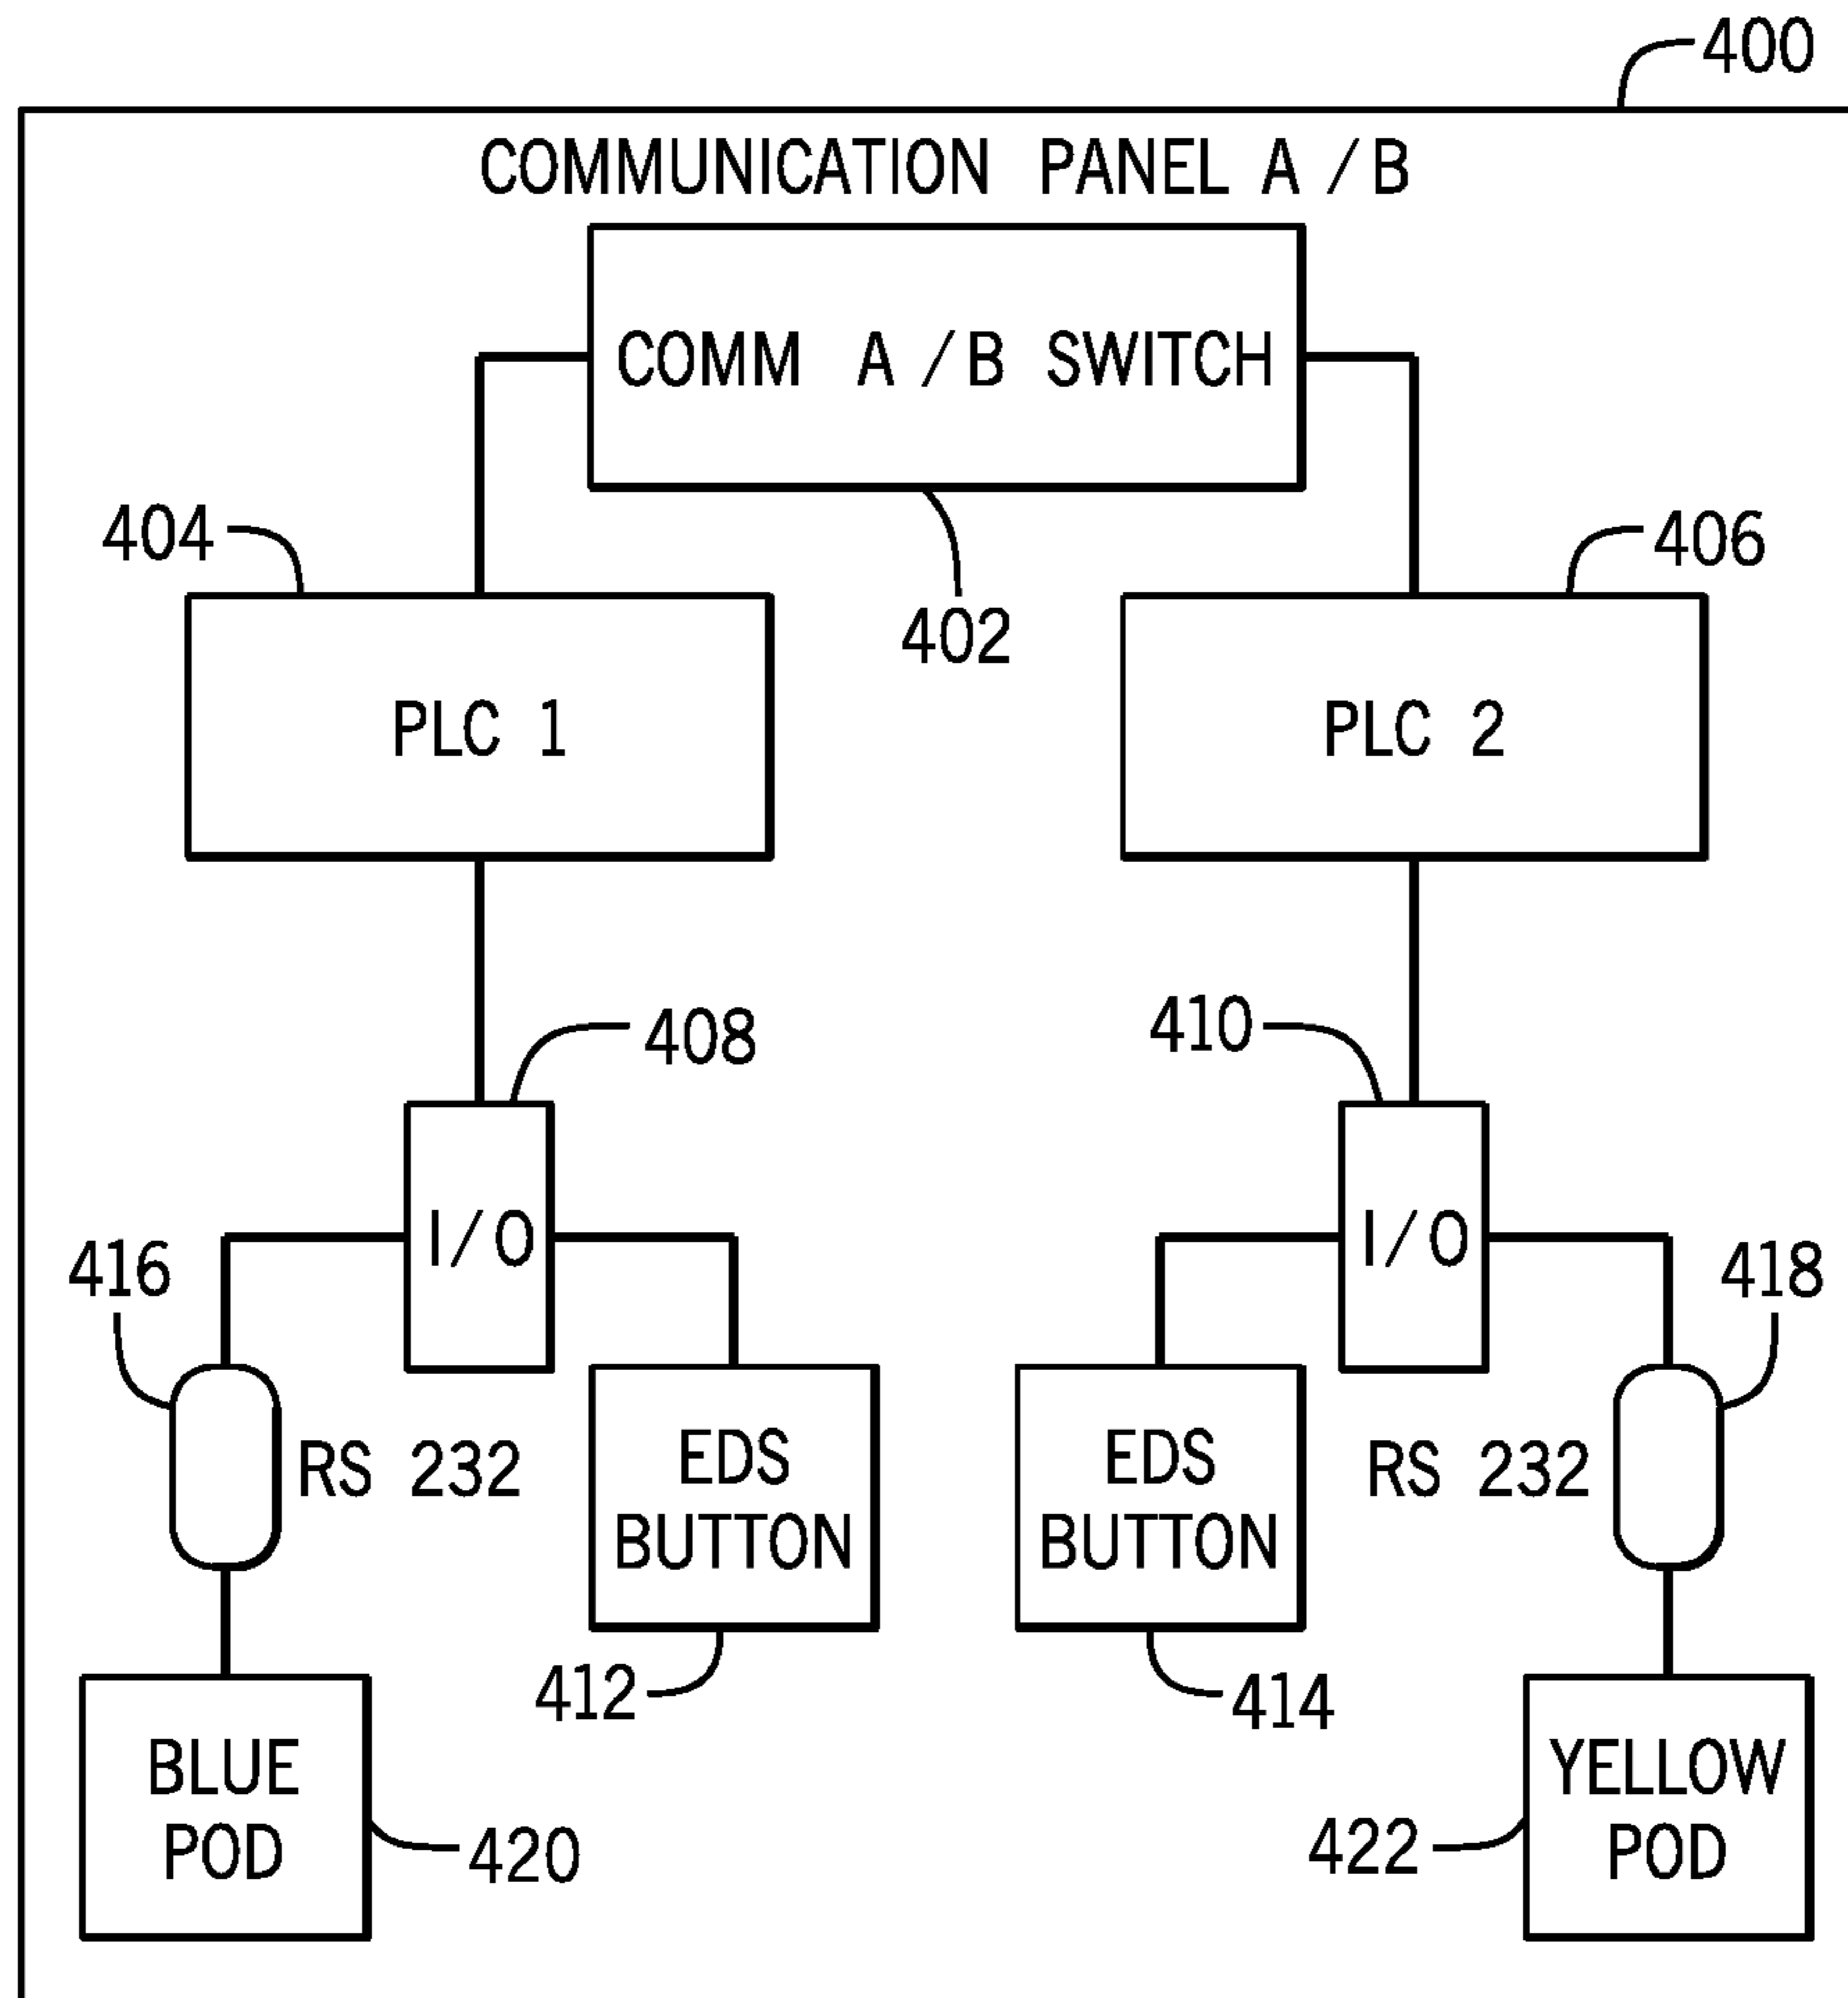 400
COMMUNICATION PANEL A / B
COMM A / B SWITCH
404
406
402
PLC 1
PLC 2
408
410
I/O
I/O
416
418
RS 232
EDS
BUTTON
EDS
BUTTON
RS 232
412
414
BLUE
POD
420
422
YELLOW
POD